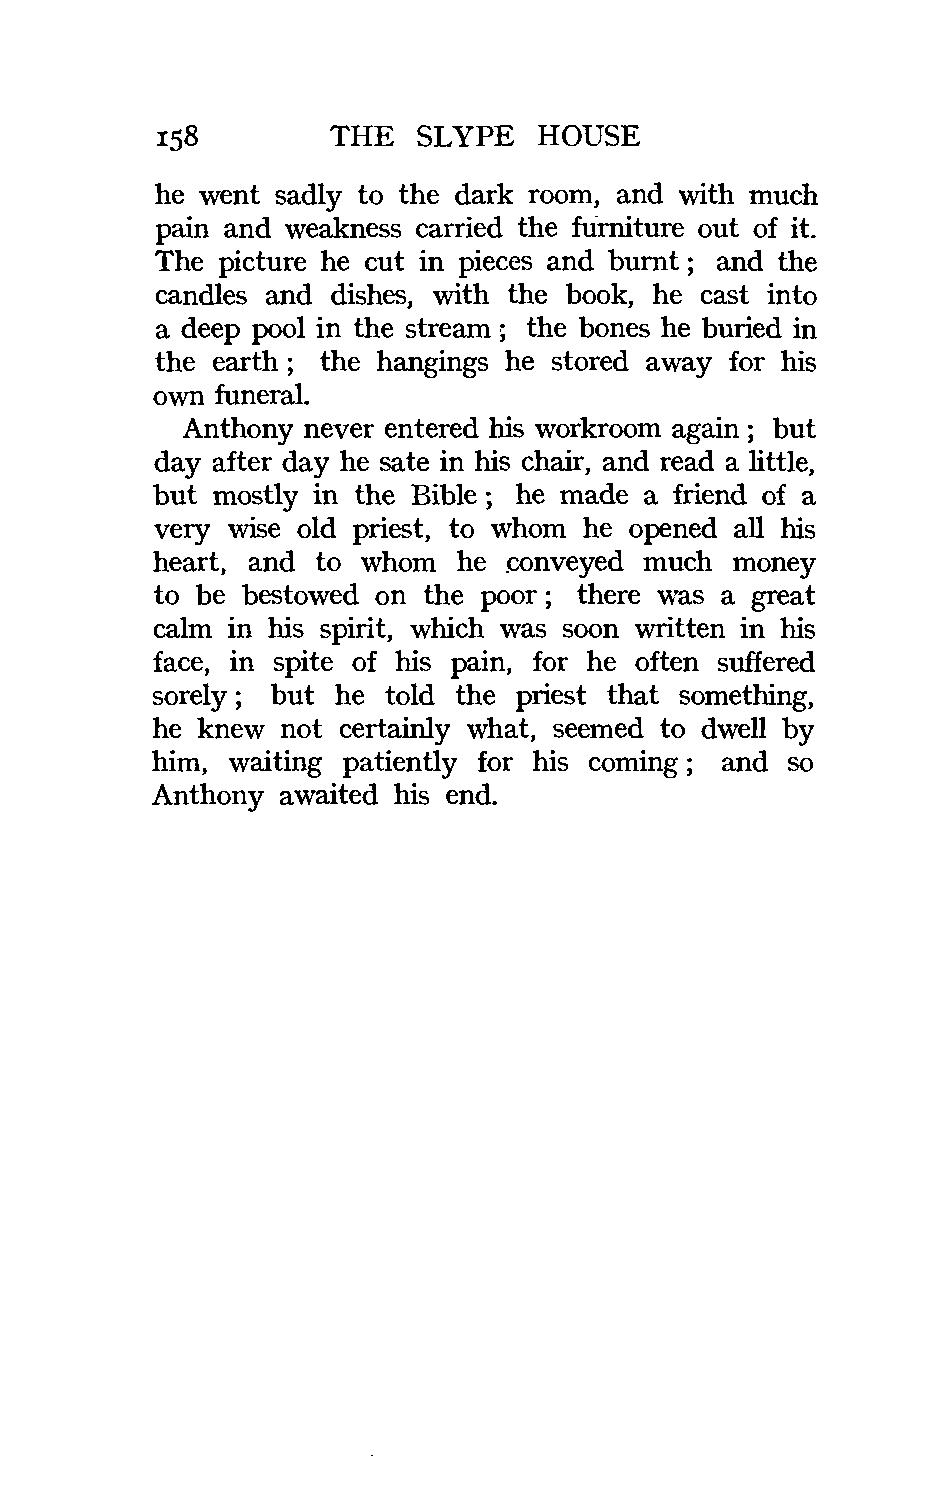 158 THE SLYPE HOUSE
he went sadly to the dark room, and with much
pain and weakness carried the furniture out of it.
The picture he cut in pieces and burnt ; and the
candles and dishes, with the book, he cast into
a deep pool in the stream ; the bones he buried in
the earth ; the hangings he stored away for his
own funeral.
Anthony never entered his workroom again ; but
day after day he sate in his chair, and read a little,
but mostly in the Bible ; he made a friend of a
very wise old priest, to whom he opened all his
heart, and to whom he conveyed much money
to be bestowed on the poor ; there was a great
calm in his spirit, which was soon written in his
face, in spite of his pain, for he often suffered
sorely ; but he told the priest that something,
he knew not certainly what, seemed to dwell by
him, waiting patiently for his coming ; and so
Anthony awaited his end.